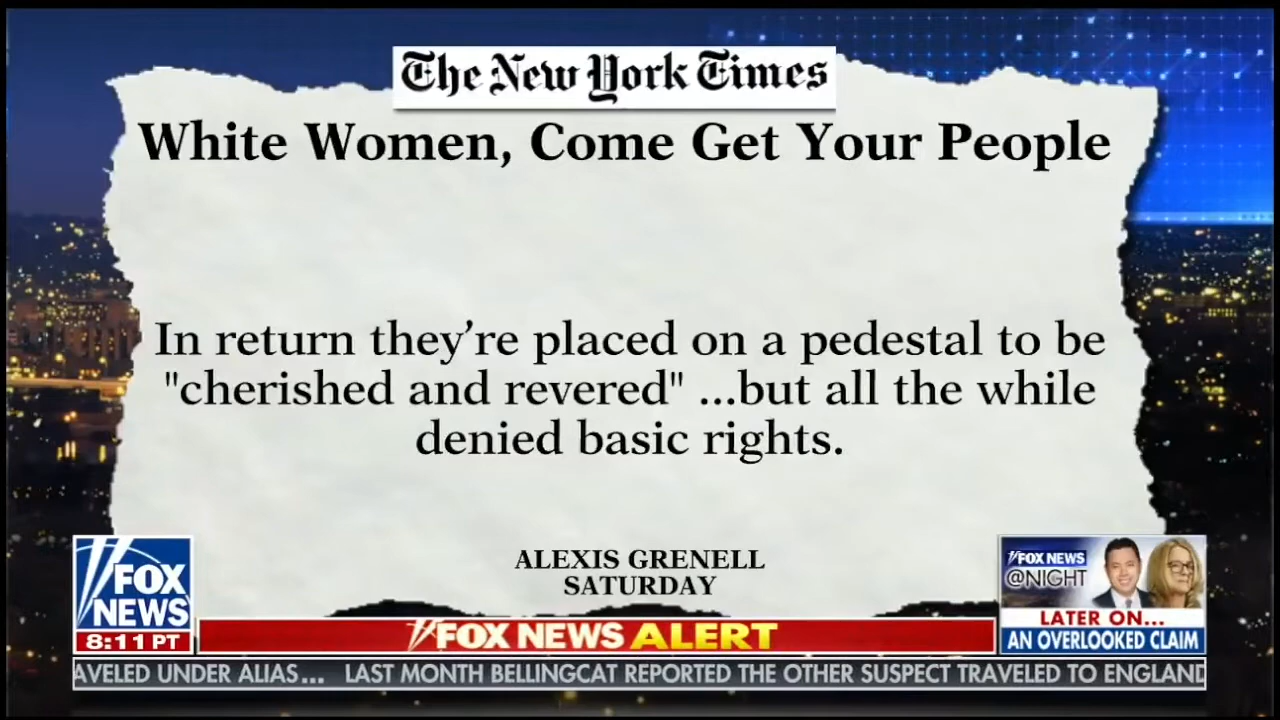 The New York Times
White Women, Come Get Your People
In return they're placed on a pedestal to be
"cherished and revered" ...but all the while
denied basic rights.
ALEXIS GRENELL
SATURDAY
FOX
NEWS
8:11 PT
FOX NEWS ALERT
FOX NEWS
@NIGHT
LATER ON...
AN OVERLOOKED CLAIM
AVELED UNDER ALIAS... LAST MONTH BELLINGCAT REPORTED THE OTHER SUSPECT TRAVELED TO ENGLAND